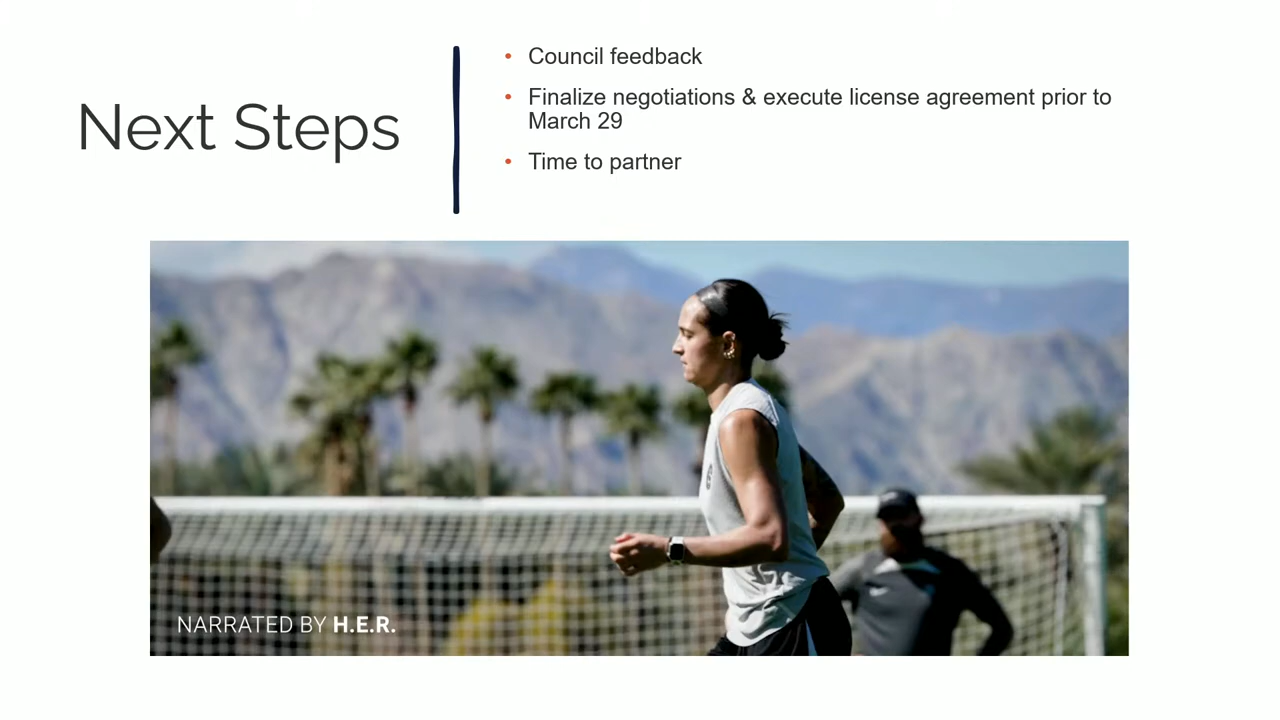 Next Steps
• Council feedback
• Finalize negotiations & execute license agreement prior to
March 29
• Time to partner
NARRATED BY H.E.R.